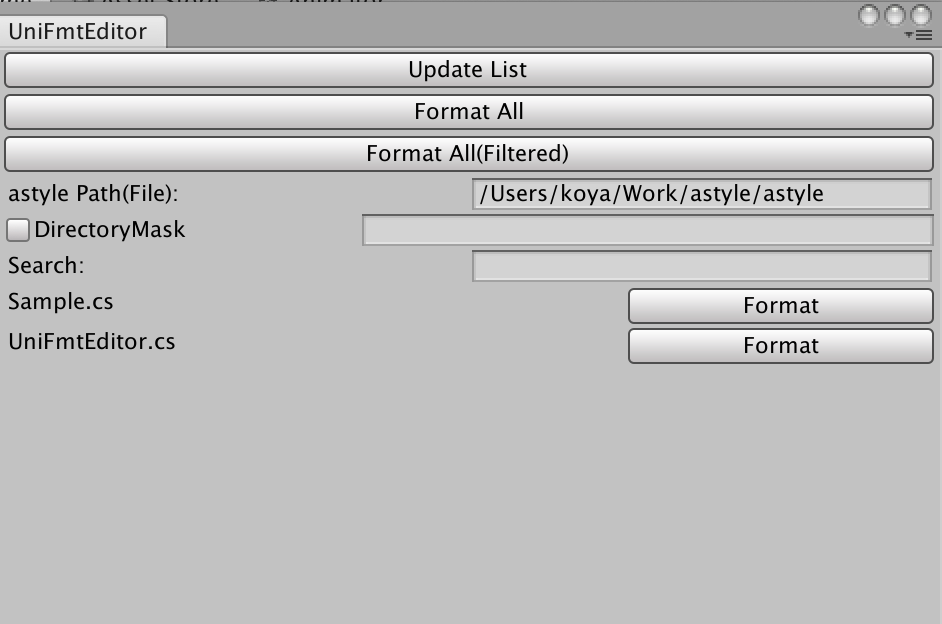 UniFmtEditor
Update List
Format All
Format All(Filtered)
astyle Path(File): /Users/koya/Work/astyle/astyle
DirectoryMask
Search:
Sample.cs Format
UniFmtEditor.cs Format